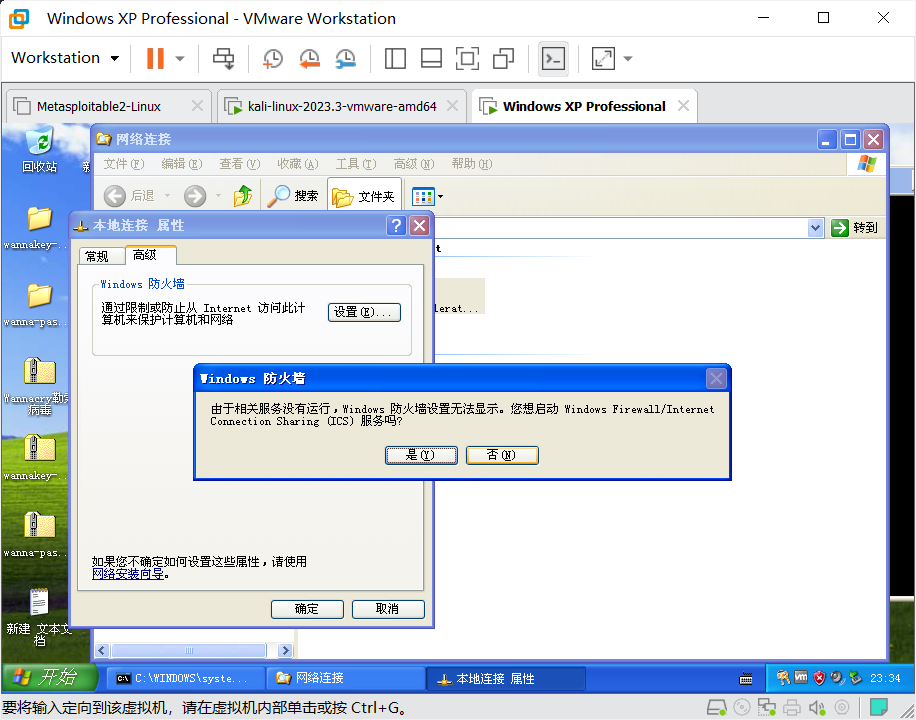 Windows XP Professional - VMware Workstation
Workstation
Metasploitable2-Linux
kali-linux-2023.3-vmware-amd64
Windows XP Professional
回收站
网络连接
文件(F) 编辑(E) 查看(V) 收藏(A) 工具(T) 高级(N) 帮助(H)
后退
搜索
文件夹
转到
wannakey-...
wanna-pas...
Wannacry勒索
病毒
wannakey-...
wanna-pas...
新建 文本文
档
本地连接 属性
常规
高级
Windows 防火墙
通过限制或防止从 Internet 访问此计
算机来保护计算机和网络
设置(E)...
lerat...
Windows 防火墙
由于相关服务没有运行,Windows 防火墙设置无法显示。您想启动 Windows Firewall/Internet
Connection Sharing (ICS) 服务吗?
是(Y)
否(N)
如果您不确定如何设置这些属性,请使用
网络安装向导。
确定
取消
开始
C:\WINDOWS\syste...
网络连接
本地连接 属性
23:34
要将输入定向到该虚拟机，请在虚拟机内部单击或按 Ctrl+G。